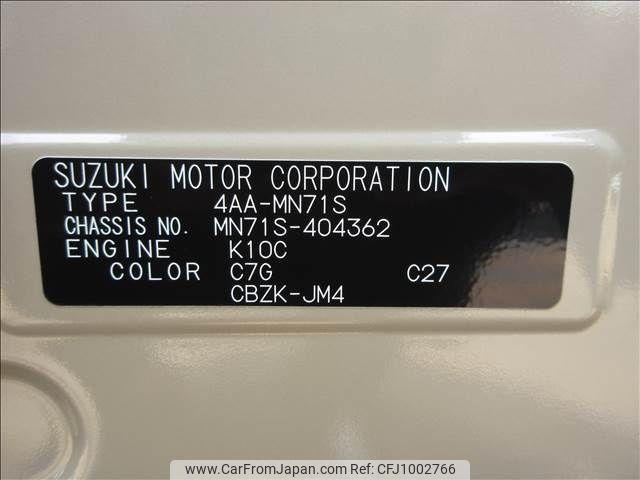 SUZUKI MOTOR CORPORATION
TYPE 4AA-MN71S
CHASSIS NO. MN71S-404362
ENGINE K10C
COLOR C7G C27
CBZK-JM4
www.CarFromJapan.com CFJ1002766